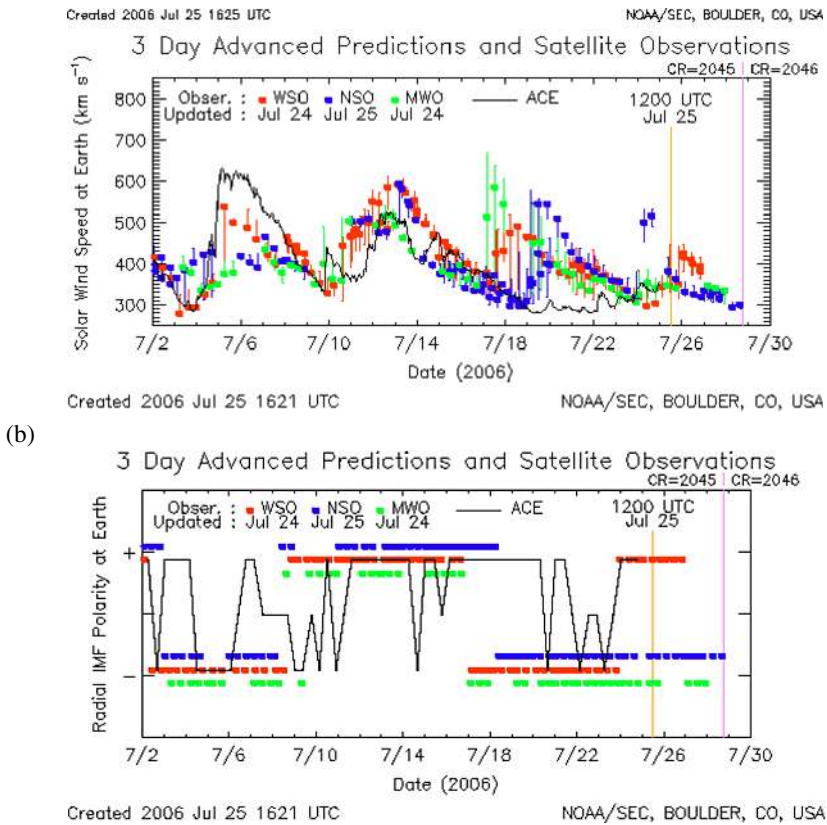 Created 2006 Jul 25 1625 UTC NOAA/SEC, BOULDER, CO, USA
3 Day Advanced Predictions and Satellite Observations
CR=2045 CR=2046
Obser. : WSO NSO MWO ACE 1200 UTC
Updated : Jul 24 Jul 25 Jul 24 Jul 25
Solar Wind Speed at Earth (km s⁻¹)
800
700
600
500
400
300
7/2 7/6 7/10 7/14 7/18 7/22 7/26 7/30
Date (2006)
Created 2006 Jul 25 1621 UTC NOAA/SEC, BOULDER, CO, USA
(b)
3 Day Advanced Predictions and Satellite Observations
CR=2045 CR=2046
Obser. : WSO NSO MWO ACE 1200 UTC
Updated : Jul 24 Jul 25 Jul 24 Jul 25
Radial IMF Polarity at Earth
+
−
7/2 7/6 7/10 7/14 7/18 7/22 7/26 7/30
Date (2006)
Created 2006 Jul 25 1621 UTC NOAA/SEC, BOULDER, CO, USA